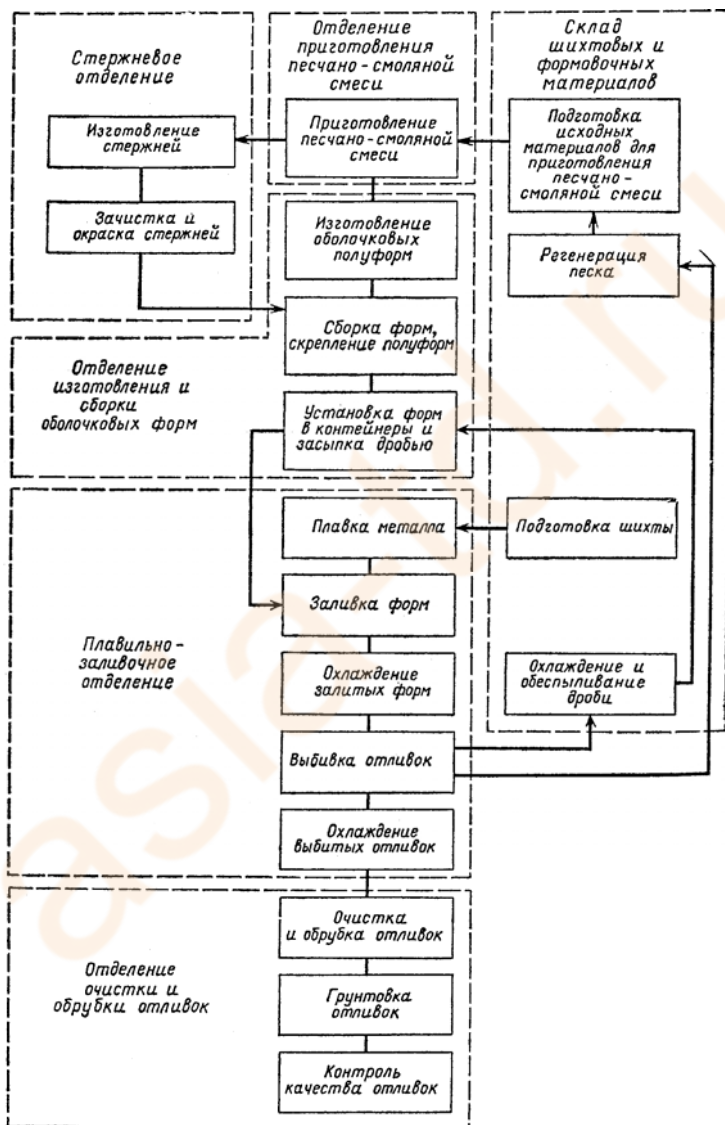 Стержневое
отделение
Изготовление
стержней
Зачистка и
окраска стержней
Отделение
приготовления
песчано-смоляной
смеси
Приготовление
песчано-смоляной
смеси
Склад
шихтовых и
формовочных
материалов
Подготовка
исходных
материалов для
приготовления
песчано-
смоляной смеси
Регенерация
песка
Отделение
изготовления и
сборки
оболочковых форм
Изготовление
оболочковых
полуформ
Сборка форм,
скрепление полуформ
Установка форм
в контейнеры и
засыпка дробью
Плавильно-
заливочное
отделение
Плавка металла
Подготовка шихты
Заливка форм
Охлаждение
залитых форм
Охлаждение и
обеспыливание
дроби
Выбивка отливок
Охлаждение
выбитых отливок
Отделение
очистки и
обрубки отливок
Очистка
и обрубка отливок
Грунтовка
отливок
Контроль
качества отливок
asia-td.ru